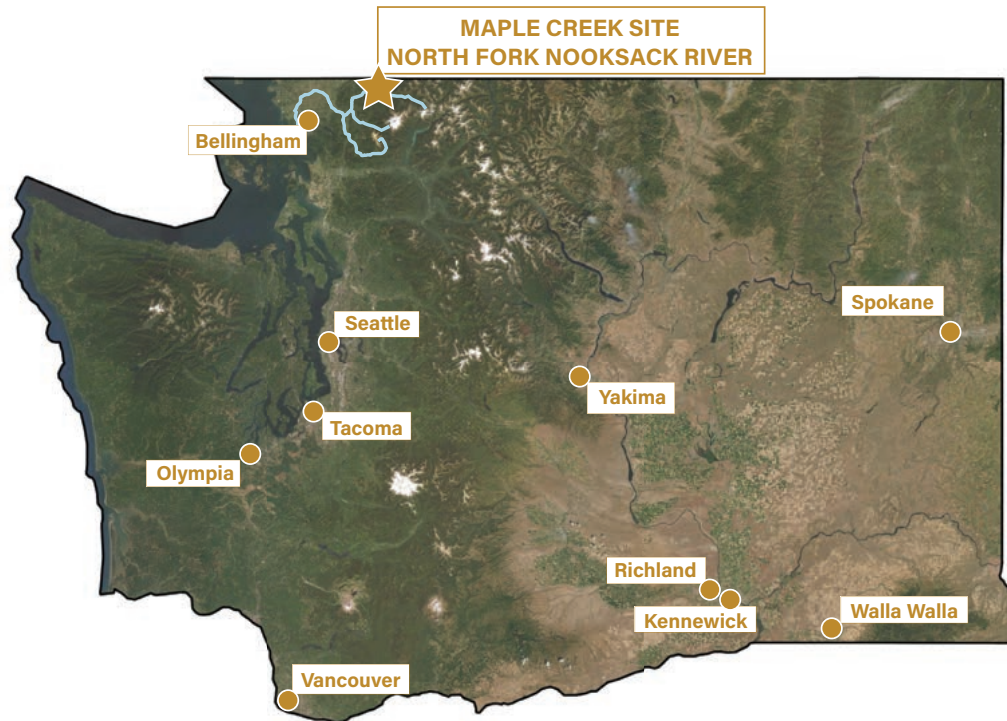 MAPLE CREEK SITE
NORTH FORK NOOKSACK RIVER
Bellingham
Spokane
Seattle
Yakima
Tacoma
Olympia
Richland
Kennewick
Walla Walla
Vancouver